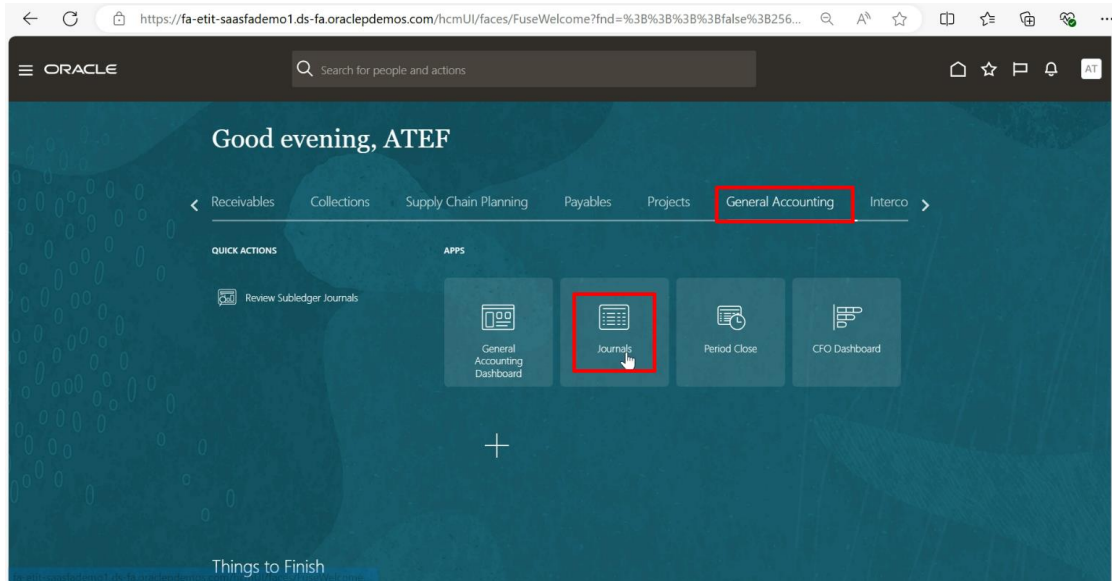 https://fa-etit-saasfademo1.ds-fa.oraclepdemos.com/hcmUI/faces/FuseWelcome?fnd=%3B%3B%3B%3Bfalse%3B256...
ORACLE
Search for people and actions
AT
Good evening, ATEF
Receivables Collections Supply Chain Planning Payables Projects General Accounting Interco
QUICK ACTIONS APPS
Review Subledger Journals
General Accounting Dashboard
Journals
Period Close
CFO Dashboard
Things to Finish